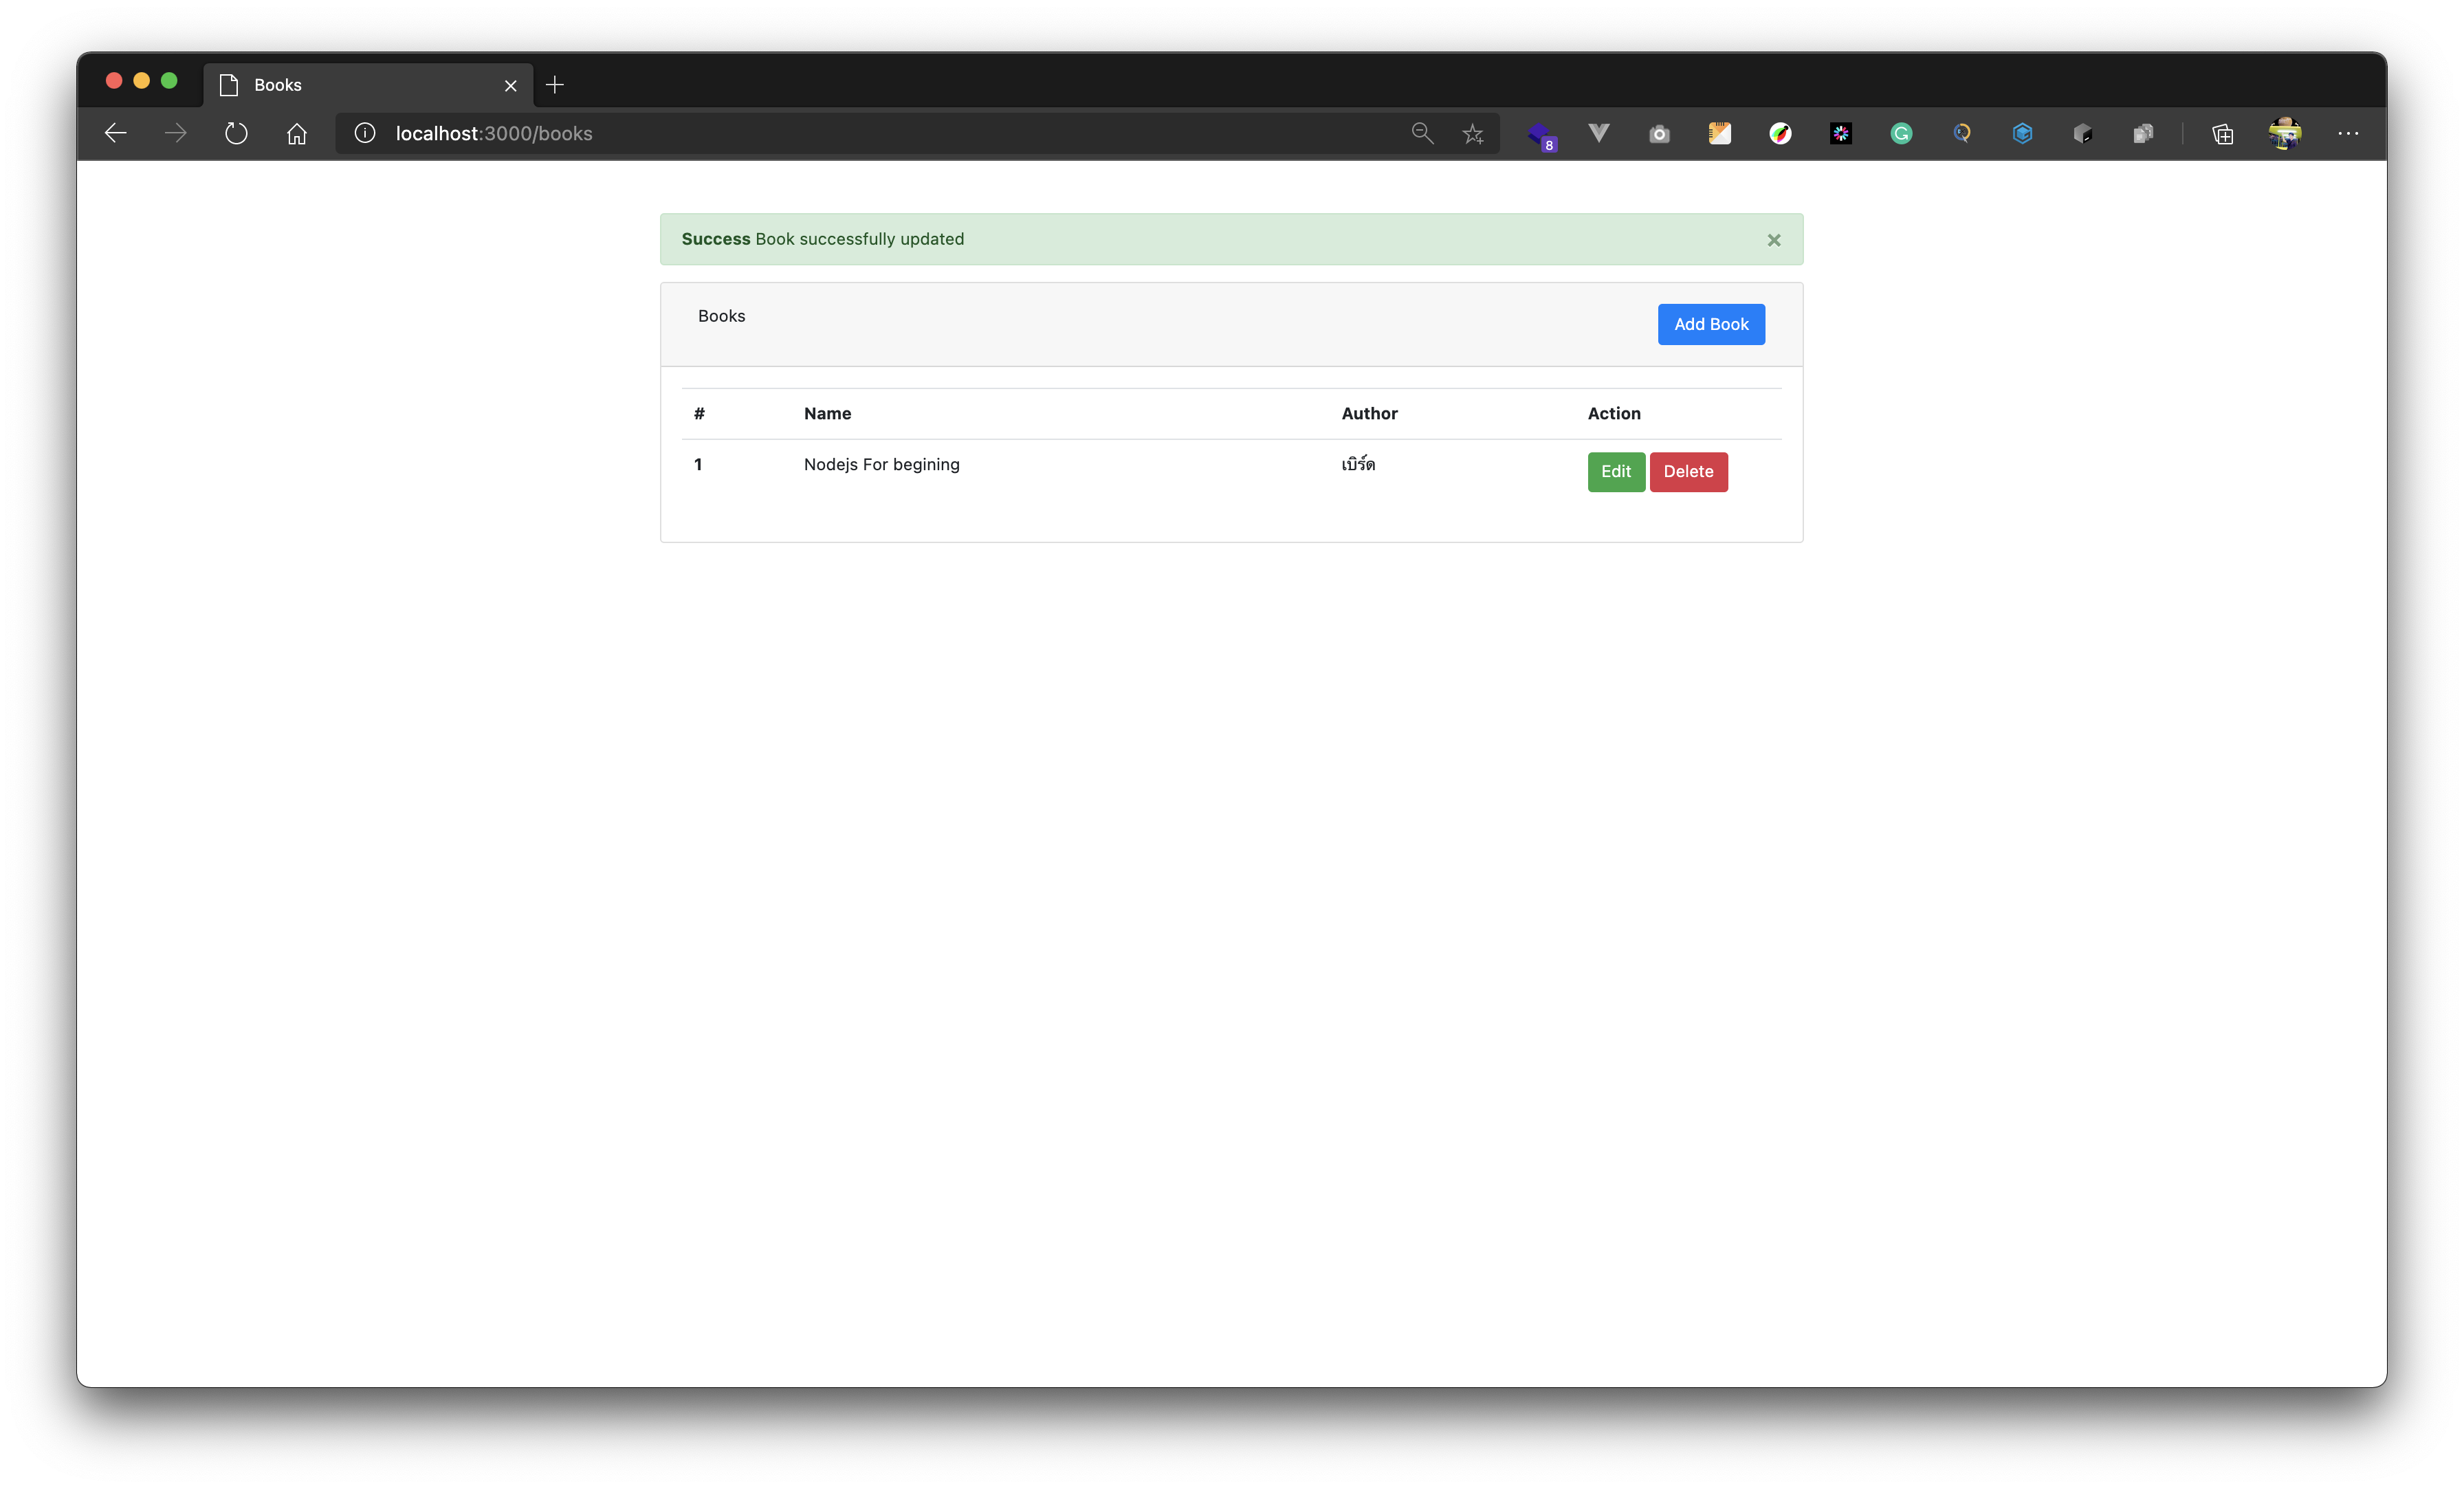 Books
localhost:3000/books
8
Success Book successfully updated
Books
Add Book
# Name Author Action
1 Nodejs For begining เบิร์ด Edit Delete